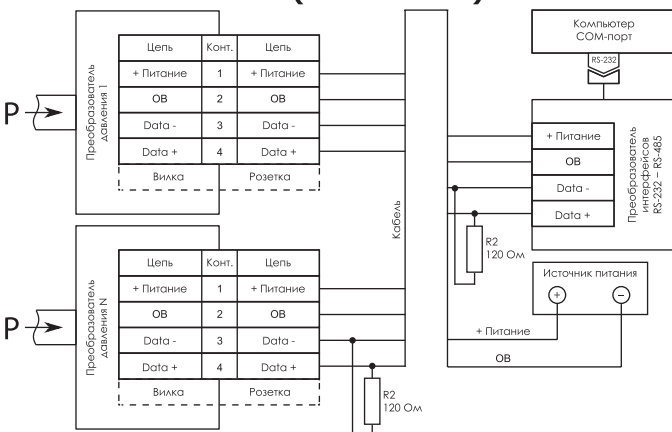 Преобразователь
давления 1
P
Цепь Конт. Цепь
+ Питание 1 + Питание
ОВ 2 ОВ
Data - 3 Data -
Data + 4 Data +
Вилка Розетка
Преобразователь
давления N
P
Цепь Конт. Цепь
+ Питание 1 + Питание
ОВ 2 ОВ
Data - 3 Data -
Data + 4 Data +
Вилка Розетка
R2
120 Ом
Кабель
Компьютер
COM-порт
RS-232
+ Питание
ОВ
Data -
Data +
Преобразователь
интерфейсов
RS-232 – RS-485
R2
120 Ом
Источник питания
+ −
+ Питание
ОВ